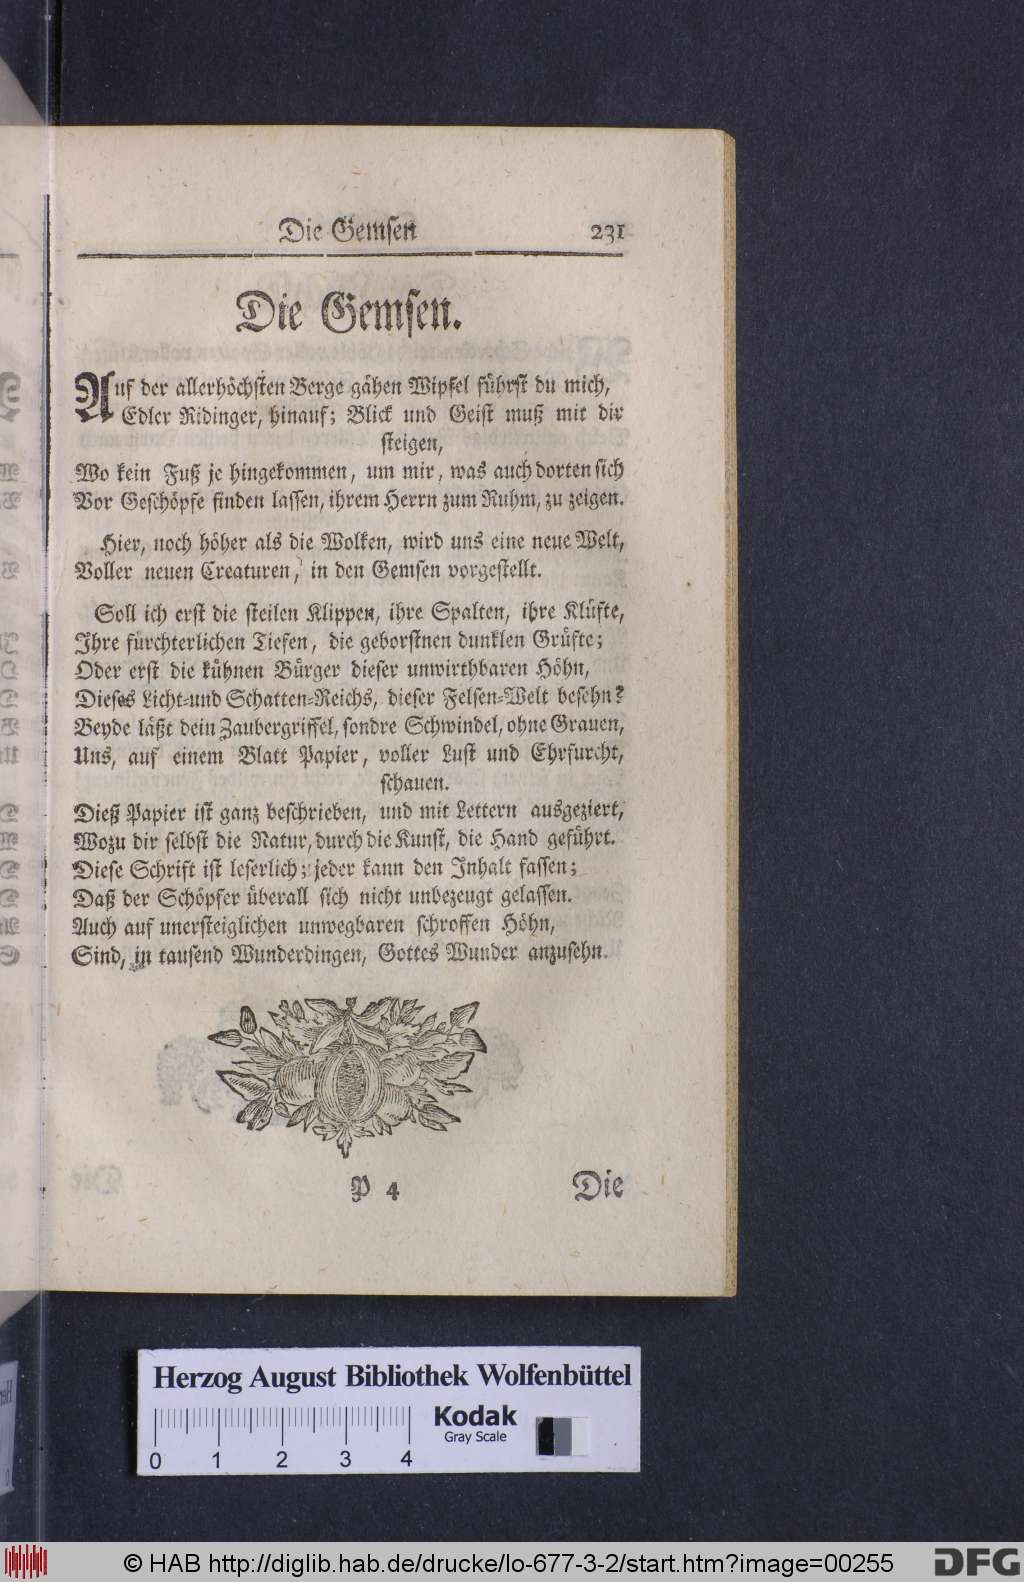 Die Gemsen 231
Die Gemsen.
Auf der allerhöchsten Berge gähen Wipfel führst du mich,
Edler Ridinger, hinauf; Blick und Geist muß mit dir
steigen,
Wo kein Fuß je hingekommen, um mir, was auch dorten sich
Vor Geschöpfe finden lassen, ihrem Herrn zum Ruhm, zu zeigen.
Hier, noch höher als die Wolken, wird uns eine neue Welt,
Voller neuen Creaturen, in den Gemsen vorgestellt.
Soll ich erst die steilen Klippen, ihre Spalten, ihre Klüfte,
Ihre fürchterlichen Tiefen, die geborstnen dunklen Grüfte;
Oder erst die kühnen Bürger dieser unwirthbaren Höhn,
Dieses Licht-und Schatten-Reichs, dieser Felsen-Welt besehn?
Beyde läßt dein Zaubergriffel, sondre Schwindel, ohne Grauen,
Uns, auf einem Blatt Papier, voller Lust und Ehrfurcht,
schauen.
Dieß Papier ist ganz beschrieben, und mit Lettern ausgeziert,
Wozu dir selbst die Natur, durch die Kunst, die Hand geführt.
Diese Schrift ist leserlich; jeder kann den Inhalt fassen;
Daß der Schöpfer überall sich nicht unbezeugt gelassen.
Auch auf unersteiglichen unwegbaren schroffen Höhn,
Sind, in tausend Wunderdingen, Gottes Wunder anzusehn.
P 4 Die
Herzog August Bibliothek Wolfenbüttel
Kodak
Gray Scale
0 1 2 3 4
© HAB http://diglib.hab.de/drucke/lo-677-3-2/start.htm?image=00255
DFG